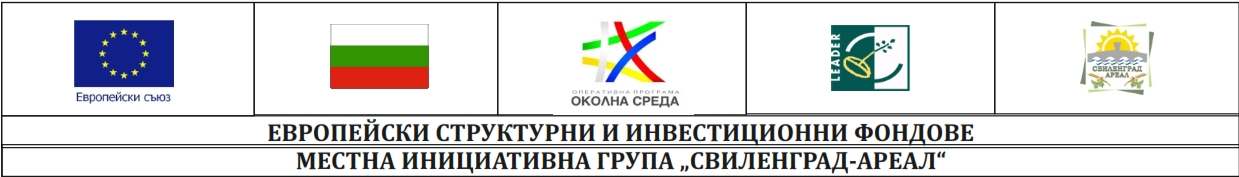 Европейски съюз
ОПЕРАТИВНА ПРОГРАМА
ОКОЛНА СРЕДА
LEADER
СВИЛЕНГРАД
АРЕАЛ
ЕВРОПЕЙСКИ СТРУКТУРНИ И ИНВЕСТИЦИОННИ ФОНДОВЕ
МЕСТНА ИНИЦИАТИВНА ГРУПА „СВИЛЕНГРАД-АРЕАЛ“